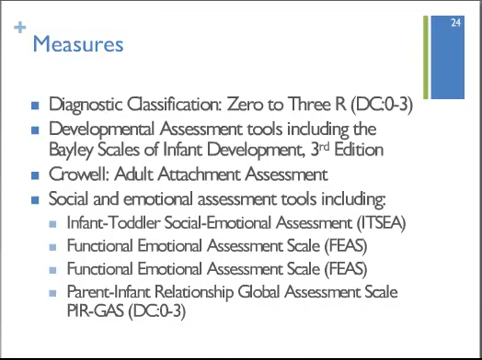 24
+
Measures
Diagnostic Classification: Zero to Three R (DC:0-3)
Developmental Assessment tools including the
Bayley Scales of Infant Development, 3rd Edition
Crowell: Adult Attachment Assessment
Social and emotional assessment tools including:
Infant-Toddler Social-Emotional Assessment (ITSEA)
Functional Emotional Assessment Scale (FEAS)
Functional Emotional Assessment Scale (FEAS)
Parent-Infant Relationship Global Assessment Scale
PIR-GAS (DC:0-3)